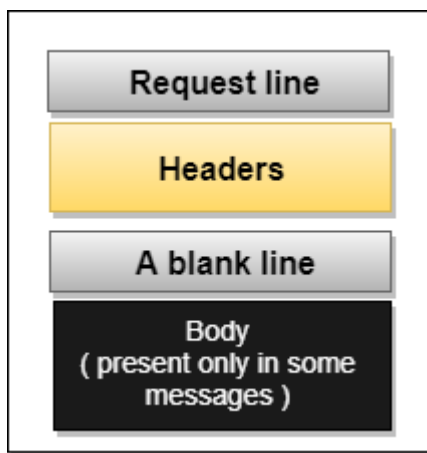 Request line
Headers
A blank line
Body
( present only in some
messages )